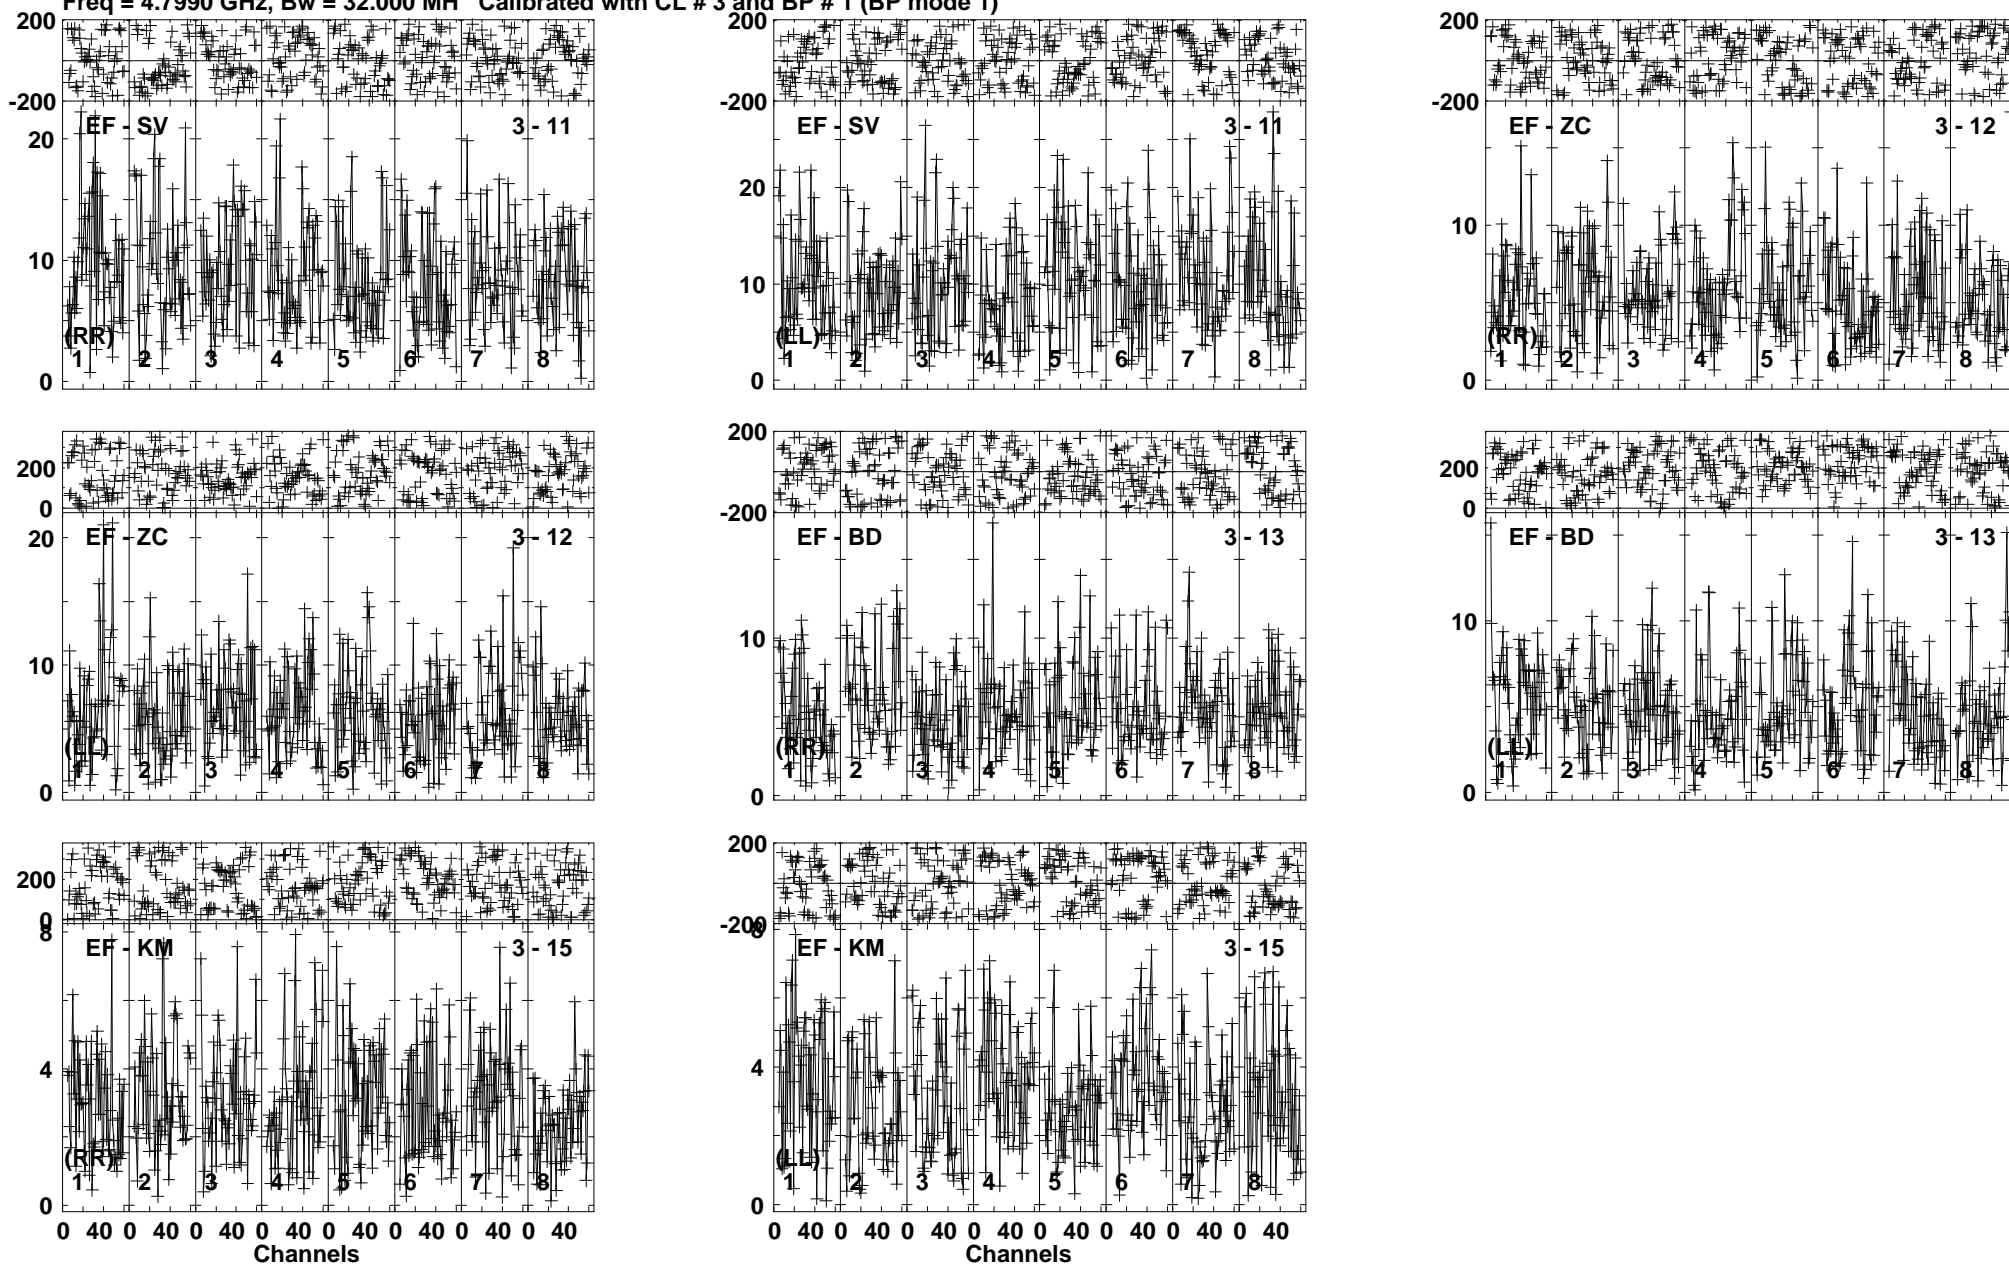 Freq = 4.7990 GHz, Bw = 32.000 MH Calibrated with CL # 3 and BP # 1 (BP mode 1)
200 200 200
-200 -200 -200
EF - SV 3 - 11 EF - SV 3 - 11 EF - ZC 3 - 12
20 20 10
10 10 0
0 0
(RR) (LL) (RR)
1 2 3 4 5 6 7 8 1 2 3 4 5 6 7 8 1 2 3 4 5 6 7 8
200 200 200
0 -200 0
EF - ZC 3 - 12 EF - BD 3 - 13 EF - BD 3 - 13
20 10 10
10 0 0
0
(LL) (RR) (LL)
1 2 3 4 5 6 7 8 1 2 3 4 5 6 7 8 1 2 3 4 5 6 7 8
200 200
0 -200
8 8
EF - KM 3 - 15 EF - KM 3 - 15
4 4
(RR) (LL)
1 2 3 4 5 6 7 8 1 2 3 4 5 6 7 8
0 0
0 40 0 40 0 40 0 40 0 40 0 40 0 40 0 40 0 40 0 40 0 40 0 40 0 40 0 40 0 40 0 40
Channels Channels